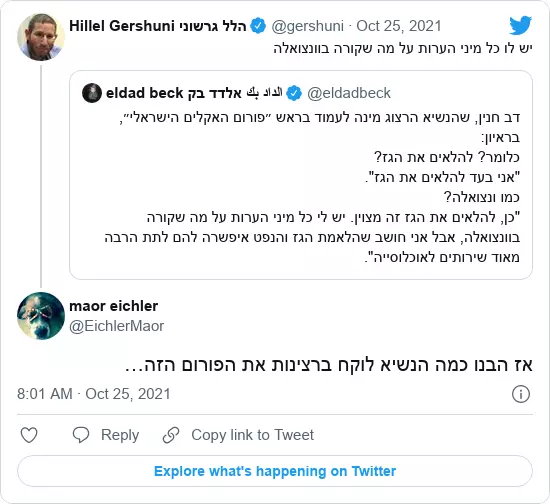 Hillel Gershuni הלל גרשוני @gershuni · Oct 25, 2021
יש לו כל מיני הערות על מה שקורה בוונצואלה
eldad beck אלדד בק الداد بك @eldadbeck
דב חנין, שהנשיא הרצוג מינה לעמוד בראש ״פורום האקלים הישראלי״,
בראיון:
כלומר? להלאים את הגז?
"אני בעד להלאים את הגז".
כמו ונצואלה?
"כן, להלאים את הגז זה מצוין. יש לי כל מיני הערות על מה שקורה
בוונצואלה, אבל אני חושב שהלאמת הגז והנפט איפשרה להם לתת הרבה
מאוד שירותים לאוכלוסייה".
maor eichler
@EichlerMaor
אז הבנו כמה הנשיא לוקח ברצינות את הפורום הזה…
8:01 AM · Oct 25, 2021
Reply Copy link to Tweet
Explore what's happening on Twitter